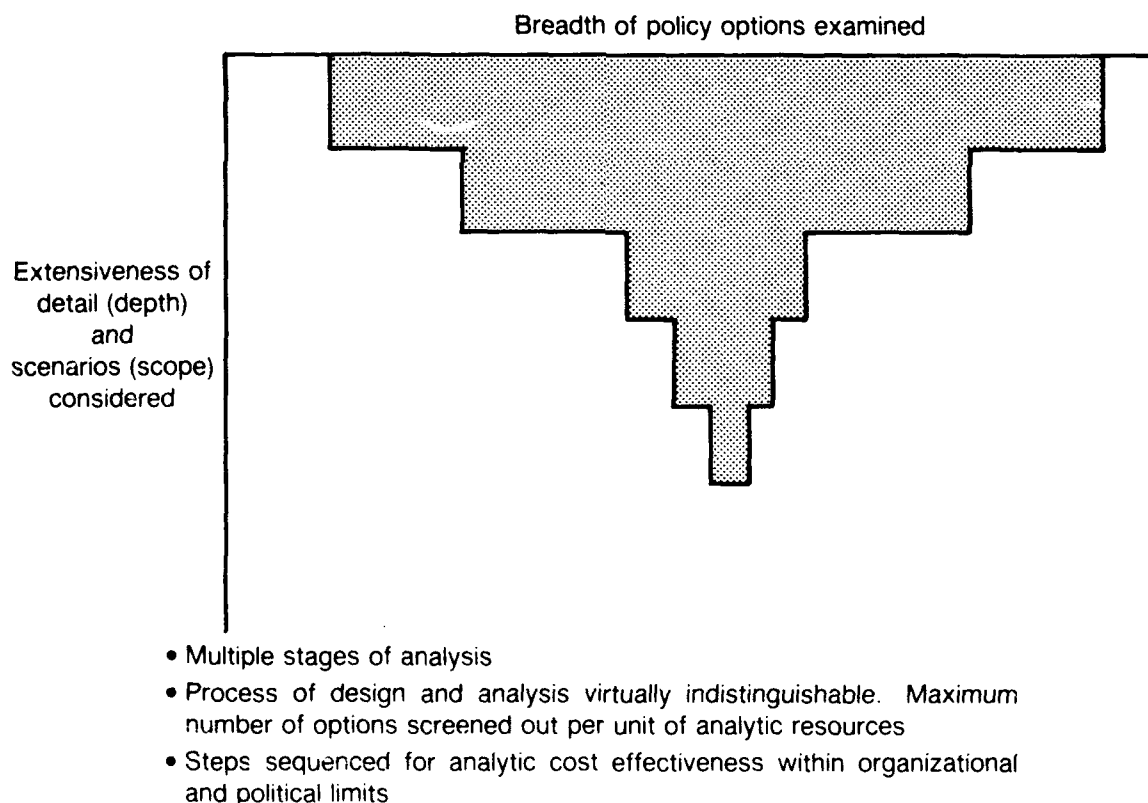 Breadth of policy options examined
Extensiveness of
detail (depth)
and
scenarios (scope)
considered
• Multiple stages of analysis
• Process of design and analysis virtually indistinguishable. Maximum
number of options screened out per unit of analytic resources
• Steps sequenced for analytic cost effectiveness within organizational
and political limits